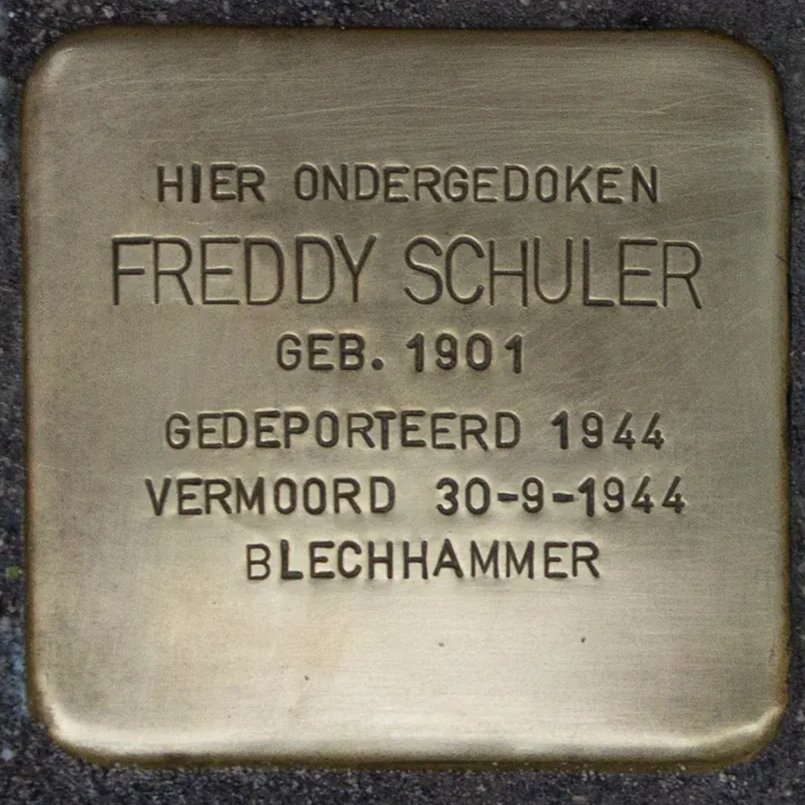 HIER ONDERGEDOKEN
FREDDY SCHULER
GEB. 1901
GEDEPORTEERD 1944
VERMOORD 30-9-1944
BLECHHAMMER